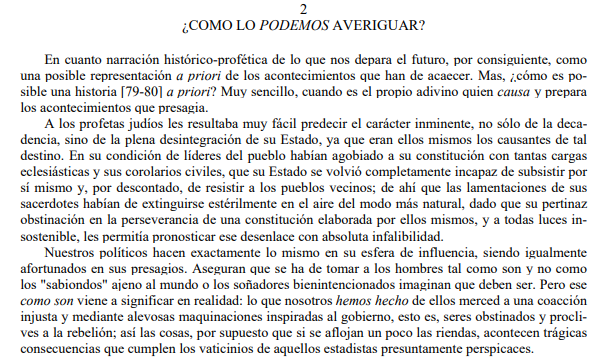 2
¿COMO LO PODEMOS AVERIGUAR?
En cuanto narración histórico-profética de lo que nos depara el futuro, por consiguiente, como
una posible representación a priori de los acontecimientos que han de acaecer. Mas, ¿cómo es po-
sible una historia [79-80] a priori? Muy sencillo, cuando es el propio adivino quien causa y prepara
los acontecimientos que presagia.
A los profetas judíos les resultaba muy fácil predecir el carácter inminente, no sólo de la deca-
dencia, sino de la plena desintegración de su Estado, ya que eran ellos mismos los causantes de tal
destino. En su condición de líderes del pueblo habían agobiado a su constitución con tantas cargas
eclesiásticas y sus corolarios civiles, que su Estado se volvió completamente incapaz de subsistir por
sí mismo y, por descontado, de resistir a los pueblos vecinos; de ahí que las lamentaciones de sus
sacerdotes habían de extinguirse estérilmente en el aire del modo más natural, dado que su pertinaz
obstinación en la perseverancia de una constitución elaborada por ellos mismos, y a todas luces in-
sostenible, les permitía pronosticar ese desenlace con absoluta infalibilidad.
Nuestros políticos hacen exactamente lo mismo en su esfera de influencia, siendo igualmente
afortunados en sus presagios. Aseguran que se ha de tomar a los hombres tal como son y no como
los "sabiondos" ajeno al mundo o los soñadores bienintencionados imaginan que deben ser. Pero ese
como son viene a significar en realidad: lo que nosotros hemos hecho de ellos merced a una coacción
injusta y mediante alevosas maquinaciones inspiradas al gobierno, esto es, seres obstinados y procli-
ves a la rebelión; así las cosas, por supuesto que si se aflojan un poco las riendas, acontecen trágicas
consecuencias que cumplen los vaticinios de aquellos estadistas presuntamente perspicaces.